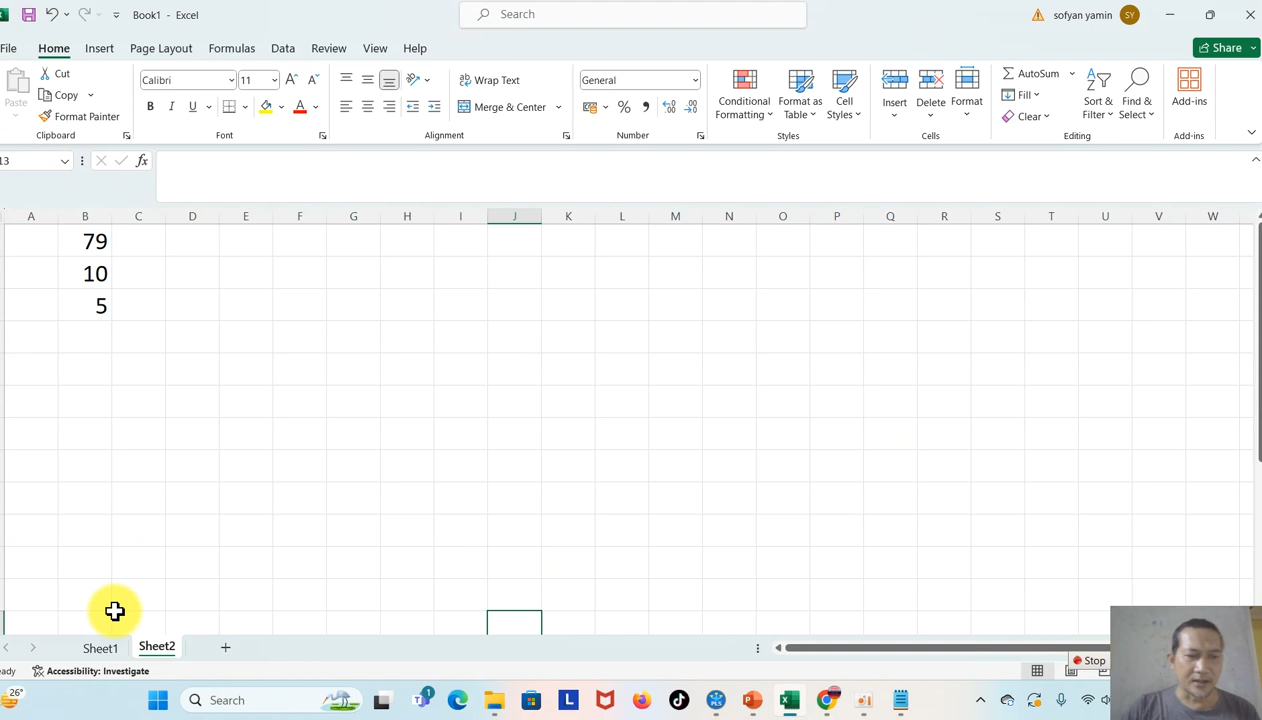 Book1 - Excel
Search
sofyan yamin
SY
File Home Insert Page Layout Formulas Data Review View Help
Share
Cut
Copy
Format Painter
Paste
Clipboard
Calibri
11
B I U
Font
Wrap Text
Merge & Center
Alignment
General
Number
Conditional Formatting
Format as Table
Cell Styles
Styles
Insert
Delete
Format
Cells
AutoSum
Fill
Clear
Sort & Filter
Find & Select
Editing
Add-ins
Add-ins
13
fx
A B C D E F G H I J K L M N O P Q R S T U V W
79
10
5
Sheet1 Sheet2
Stop
eady
Accessibility: Investigate
26°
Search
1